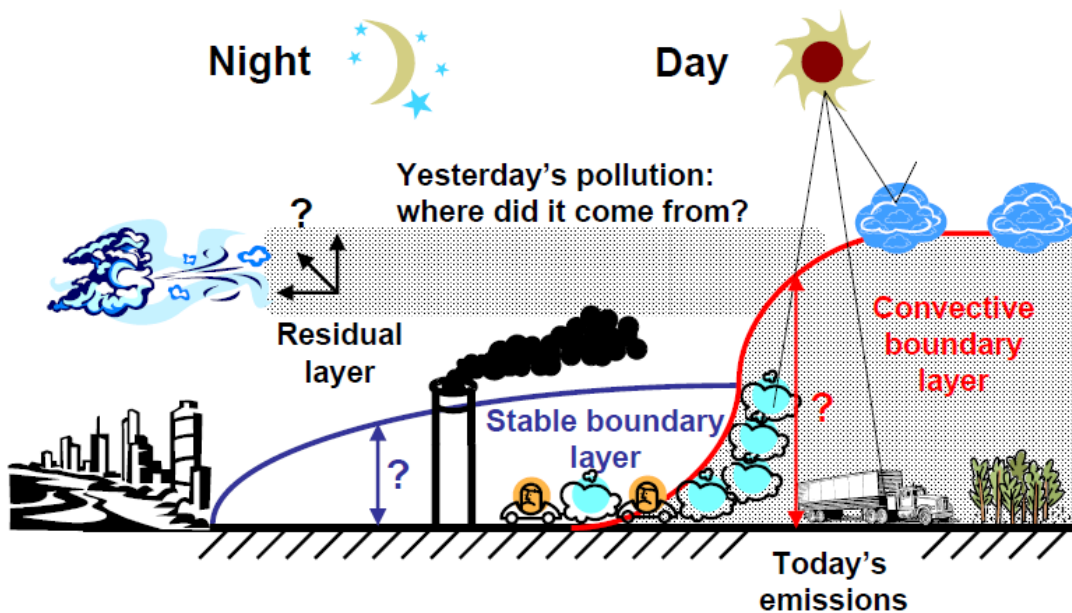 Night
Day
Yesterday’s pollution:
where did it come from?
?
Residual
layer
Convective
boundary
layer
Stable boundary
layer
?
?
Today’s
emissions